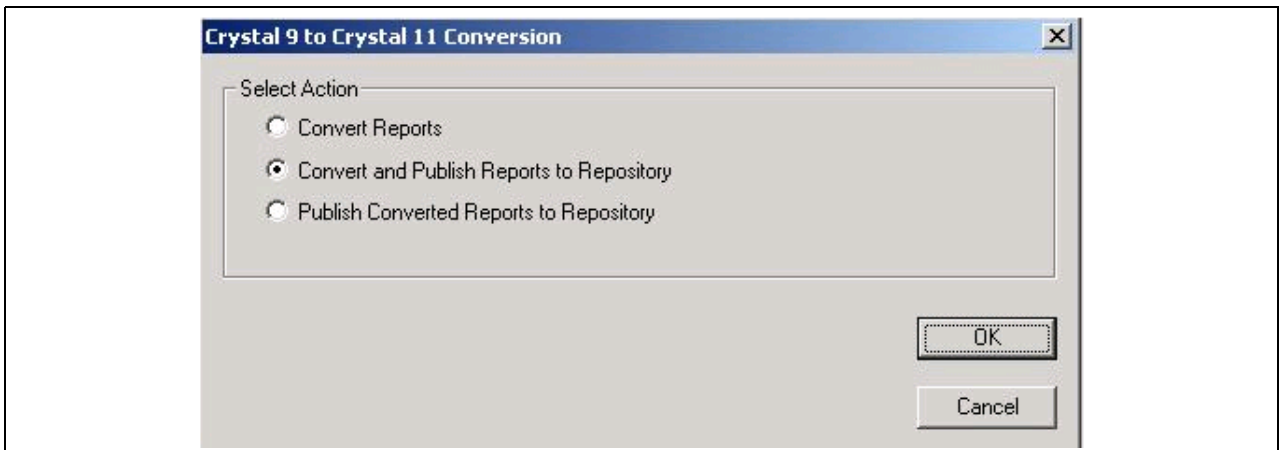 Crystal 9 to Crystal 11 Conversion
Select Action
Convert Reports
Convert and Publish Reports to Repository
Publish Converted Reports to Repository
OK
Cancel